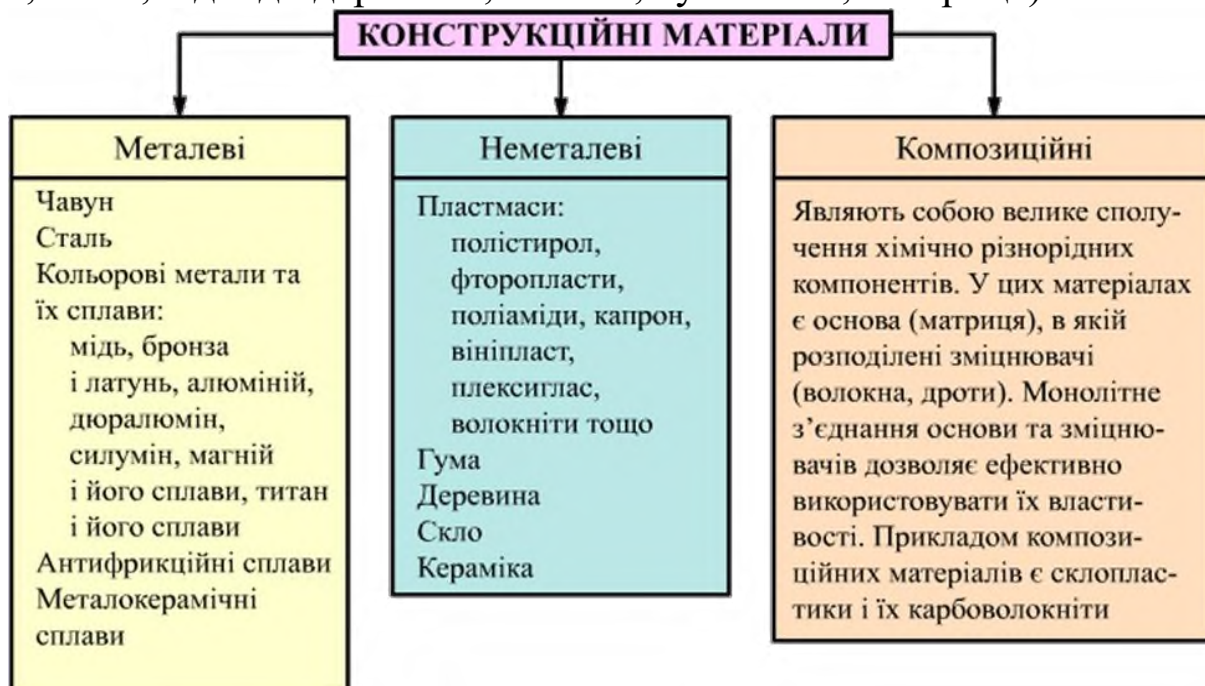 КОНСТРУКЦІЙНІ МАТЕРІАЛИ
Металеві
Чавун
Сталь
Кольорові метали та
їх сплави:
мідь, бронза
і латунь, алюміній,
дюралюмін,
силумін, магній
і його сплави, титан
і його сплави
Антифрикційні сплави
Металокерамічні
сплави
Неметалеві
Пластмаси:
полістирол,
фторопласти,
поліаміди, капрон,
вініпласт,
плексиглас,
волокніти тощо
Гума
Деревина
Скло
Кераміка
Композиційні
Являють собою велике сполу-
чення хімічно різнорідних
компонентів. У цих матеріалах
є основа (матриця), в якій
розподілені зміцнювачі
(волокна, дроти). Монолітне
з’єднання основи та зміцню-
вачів дозволяє ефективно
використовувати їх власти-
вості. Прикладом компози-
ційних матеріалів є склоплас-
тики і їх карбоволокніти